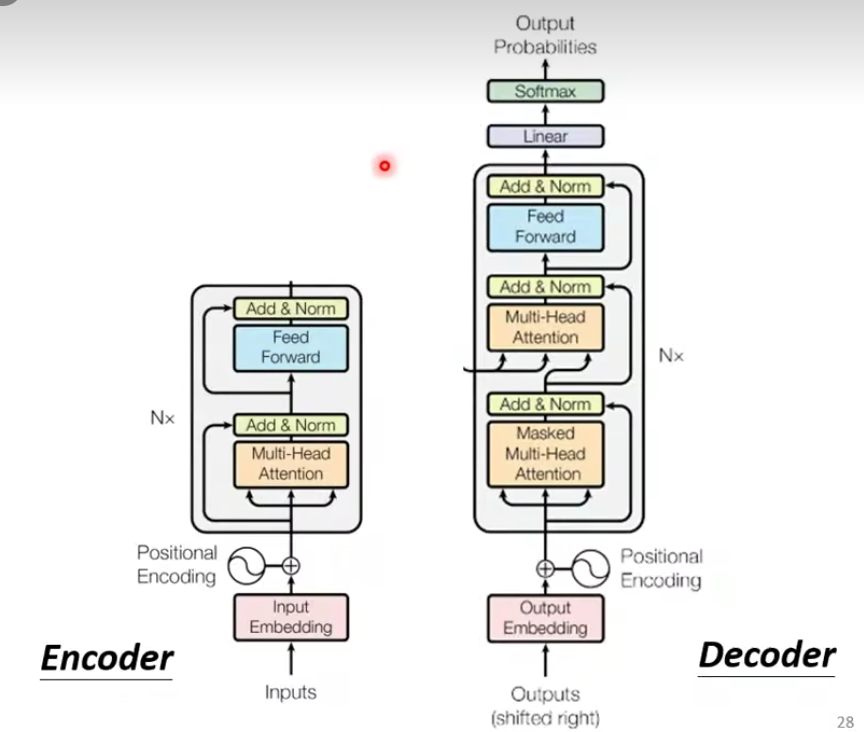 Output
Probabilities
Softmax
Linear
Add & Norm
Feed
Forward
Add & Norm
Multi-Head
Attention
Nx
Add & Norm
Masked
Multi-Head
Attention
Positional
Encoding
Output
Embedding
Outputs
(shifted right)
Decoder
Add & Norm
Feed
Forward
Nx
Add & Norm
Multi-Head
Attention
Positional
Encoding
Input
Embedding
Inputs
Encoder
28